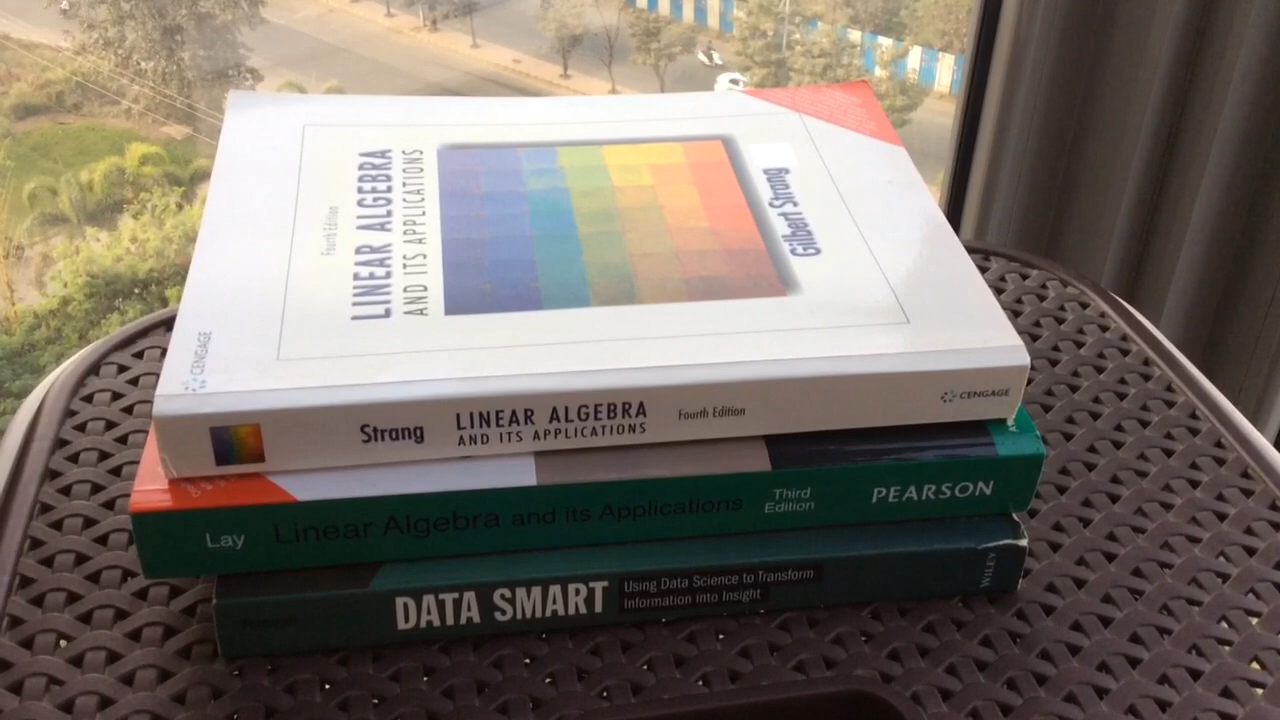 Fourth Edition
LINEAR ALGEBRA
AND ITS APPLICATIONS
Gilbert Strang
CENGAGE
Strang
LINEAR ALGEBRA
AND ITS APPLICATIONS
Fourth Edition
CENGAGE
Lay
Linear Algebra and its Applications
Third
Edition
PEARSON
DATA SMART
Using Data Science to Transform
Information into Insight
WILEY